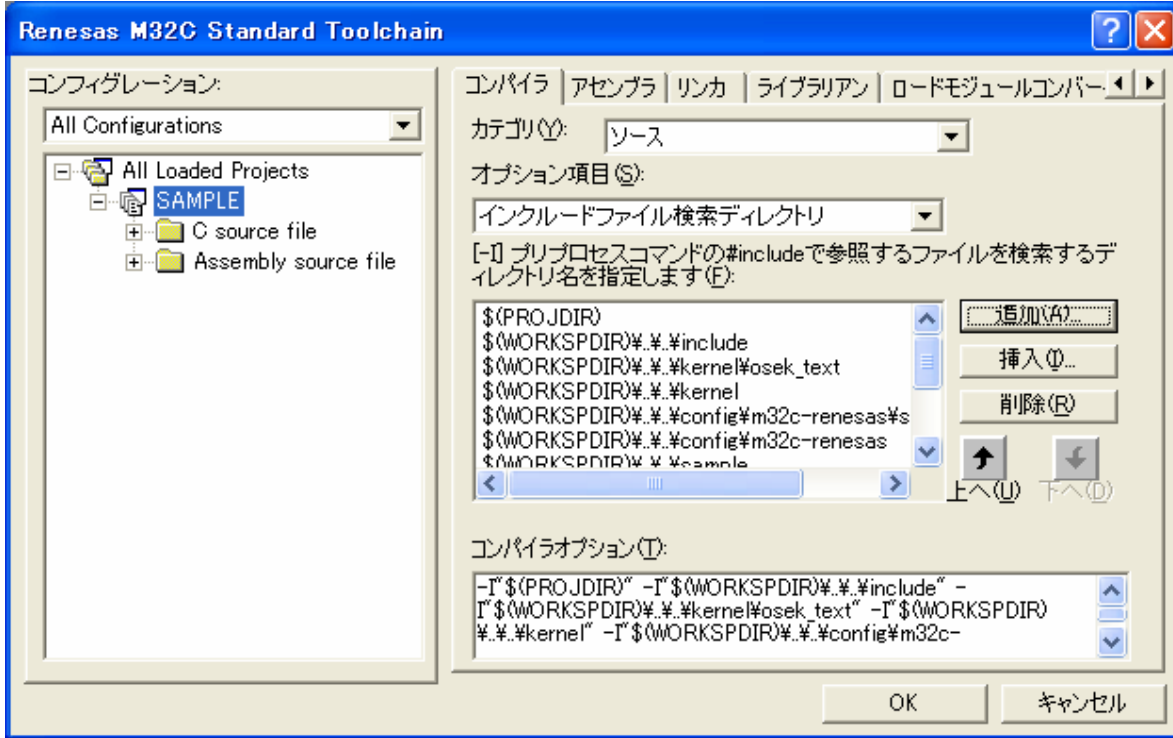 Renesas M32C Standard Toolchain
コンフィグレーション:
All Configurations
All Loaded Projects
SAMPLE
C source file
Assembly source file
コンパイラ
アセンブラ
リンカ
ライブラリアン
ロードモジュールコンバー
カテゴリ(Y):
ソース
オプション項目(S):
インクルードファイル検索ディレクトリ
[-I] プリプロセスコマンドの#includeで参照するファイルを検索するデ
ィレクトリ名を指定します(F):
$(PROJDIR)
$(WORKSPDIR)¥..¥..¥include
$(WORKSPDIR)¥..¥..¥kernel¥osek_text
$(WORKSPDIR)¥..¥..¥kernel
$(WORKSPDIR)¥..¥..¥config¥m32c-renesas¥s
$(WORKSPDIR)¥..¥..¥config¥m32c-renesas
$(WORKSPDIR)¥..¥..¥sample
追加(A)...
挿入(I)...
削除(R)
上へ(U)
下へ(D)
コンパイラオプション(T):
-I"$(PROJDIR)" -I"$(WORKSPDIR)¥..¥..¥include" -
I"$(WORKSPDIR)¥..¥..¥kernel¥osek_text" -I"$(WORKSPDIR)
¥..¥..¥kernel" -I"$(WORKSPDIR)¥..¥..¥config¥m32c-
OK
キャンセル